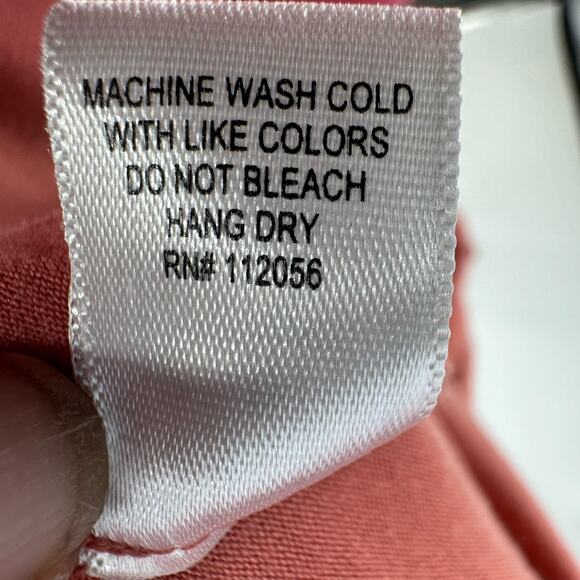 MACHINE WASH COLD
WITH LIKE COLORS
DO NOT BLEACH
HANG DRY
RN# 112056